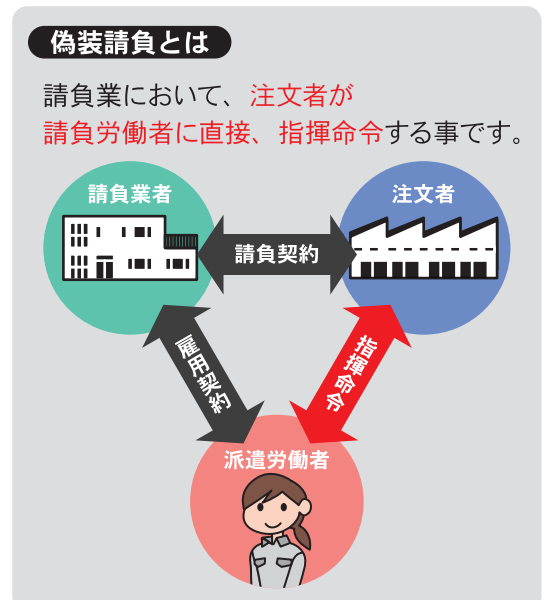 偽装請負とは
請負業において、注文者が
請負労働者に直接、指揮命令する事です。
請負業者
注文者
請負契約
雇用契約
指揮命令
派遣労働者